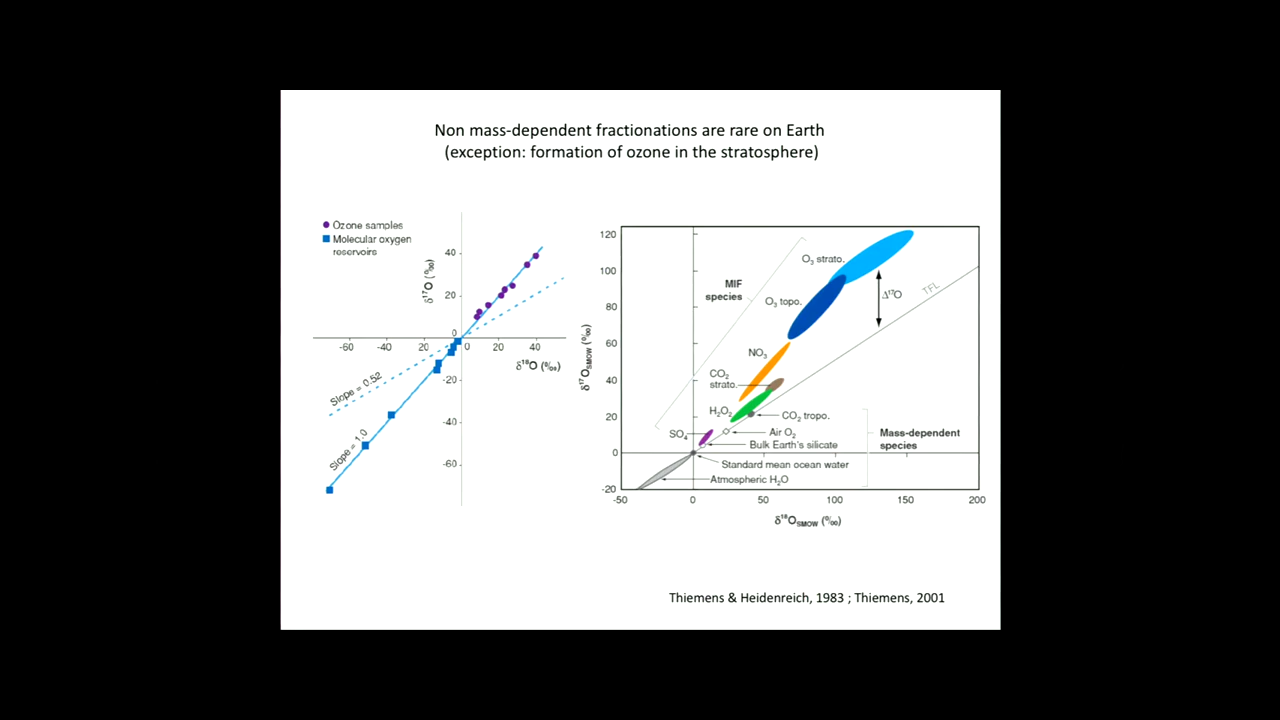 Non mass-dependent fractionations are rare on Earth
(exception: formation of ozone in the stratosphere)
Ozone samples
Molecular oxygen
reservoirs
δ¹⁷O (‰)
40
20
0
-20
-40
-60
-60 -40 -20 0 20 40
δ¹⁸O (‰)
Slope = 0.52
Slope = 1.0
120
100
80
60
40
20
0
-20
δ¹⁷O_SMOW (‰)
O₃ strato.
MIF
species
O₃ topo.
Δ¹⁷O
TFL
NO₃
CO₂
strato.
H₂O₂
CO₂ tropo.
SO₄
Air O₂
Bulk Earth's silicate
Mass-dependent
species
Standard mean ocean water
Atmospheric H₂O
-50 0 50 100 150 200
δ¹⁸O_SMOW (‰)
Thiemens & Heidenreich, 1983 ; Thiemens, 2001